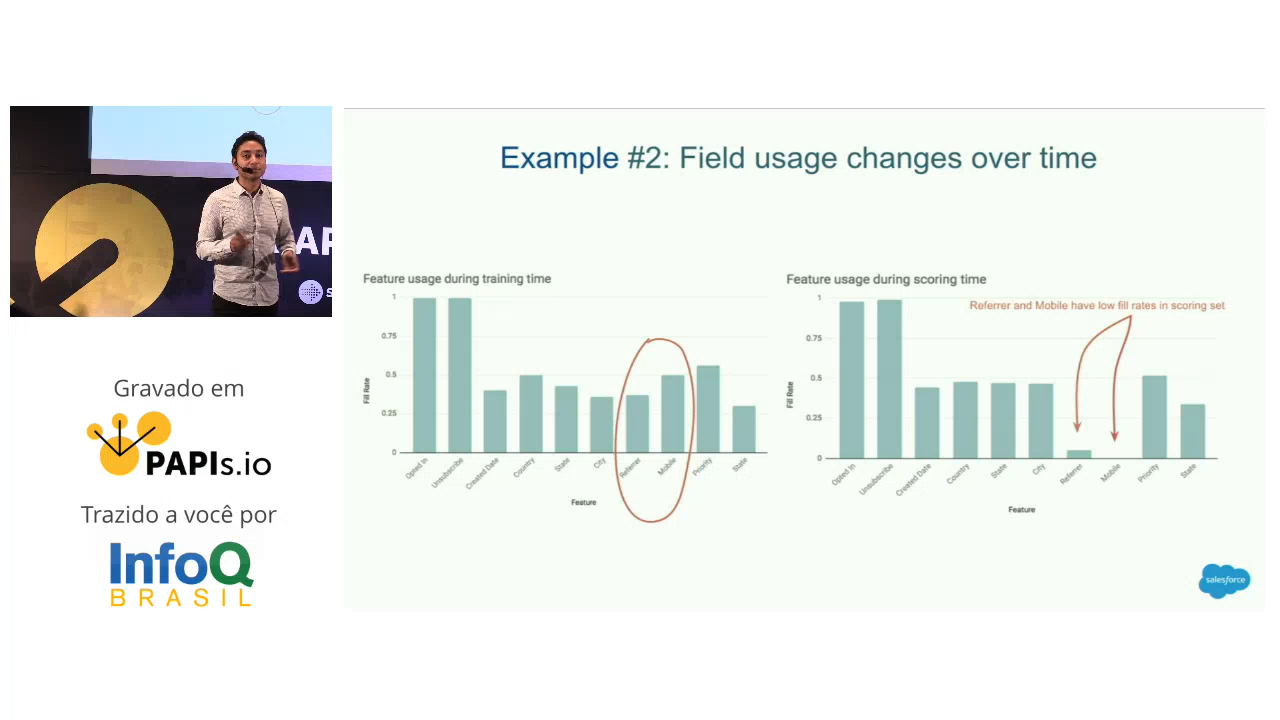 Example #2: Field usage changes over time
AP
s
Gravado em
PAPIs.io
Trazido a você por
InfoQ
BRASIL
Feature usage during training time
1
0.75
0.5
0.25
0
Fill Rate
Opted In
Unsubscribe
Created Date
Country
State
City
Referrer
Mobile
Priority
State
Feature
Feature usage during scoring time
Referrer and Mobile have low fill rates in scoring set
1
0.75
0.5
0.25
0
Fill Rate
Opted In
Unsubscribe
Created Date
Country
State
City
Referrer
Mobile
Priority
State
Feature
salesforce